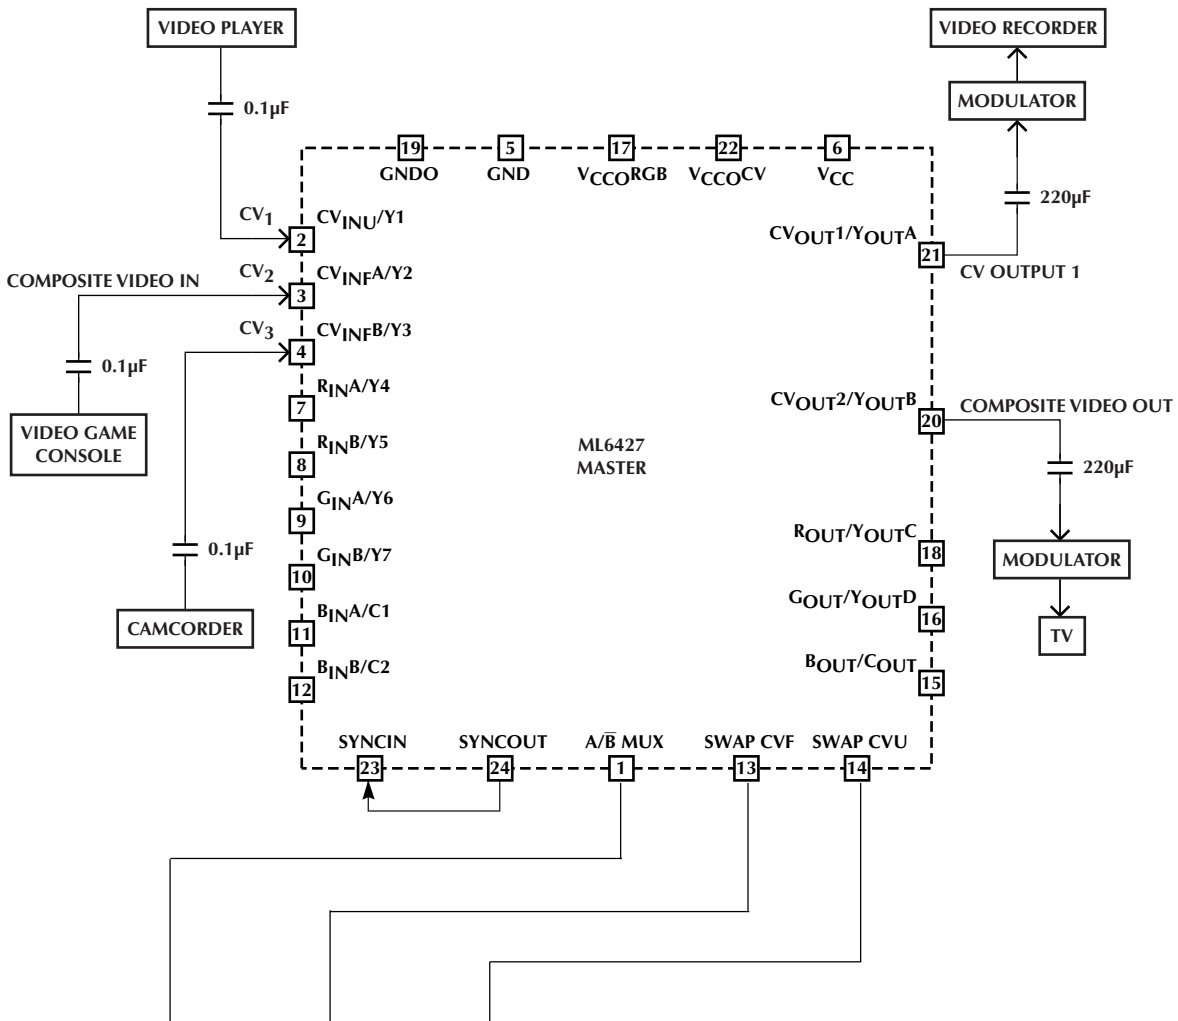 VIDEO PLAYER
VIDEO RECORDER
0.1µF
MODULATOR
19
5
17
22
6
GNDO
GND
VCCORGB
VCCOCV
VCC
220µF
CV1
CVINU/Y1
2
CVOUT1/YOUTA
21
CV OUTPUT 1
COMPOSITE VIDEO IN
CV2
CVINFA/Y2
3
CV3
CVINFB/Y3
4
0.1µF
RINA/Y4
7
CVOUT2/YOUTB
20
COMPOSITE VIDEO OUT
VIDEO GAME
CONSOLE
RINB/Y5
8
ML6427
MASTER
220µF
GINA/Y6
9
0.1µF
GINB/Y7
10
ROUT/YOUTC
18
MODULATOR
CAMCORDER
BINA/C1
11
GOUT/YOUTD
16
TV
BINB/C2
12
BOUT/COUT
15
SYNCIN
SYNCOUT
A/B̅ MUX
SWAP CVF
SWAP CVU
23
24
1
13
14